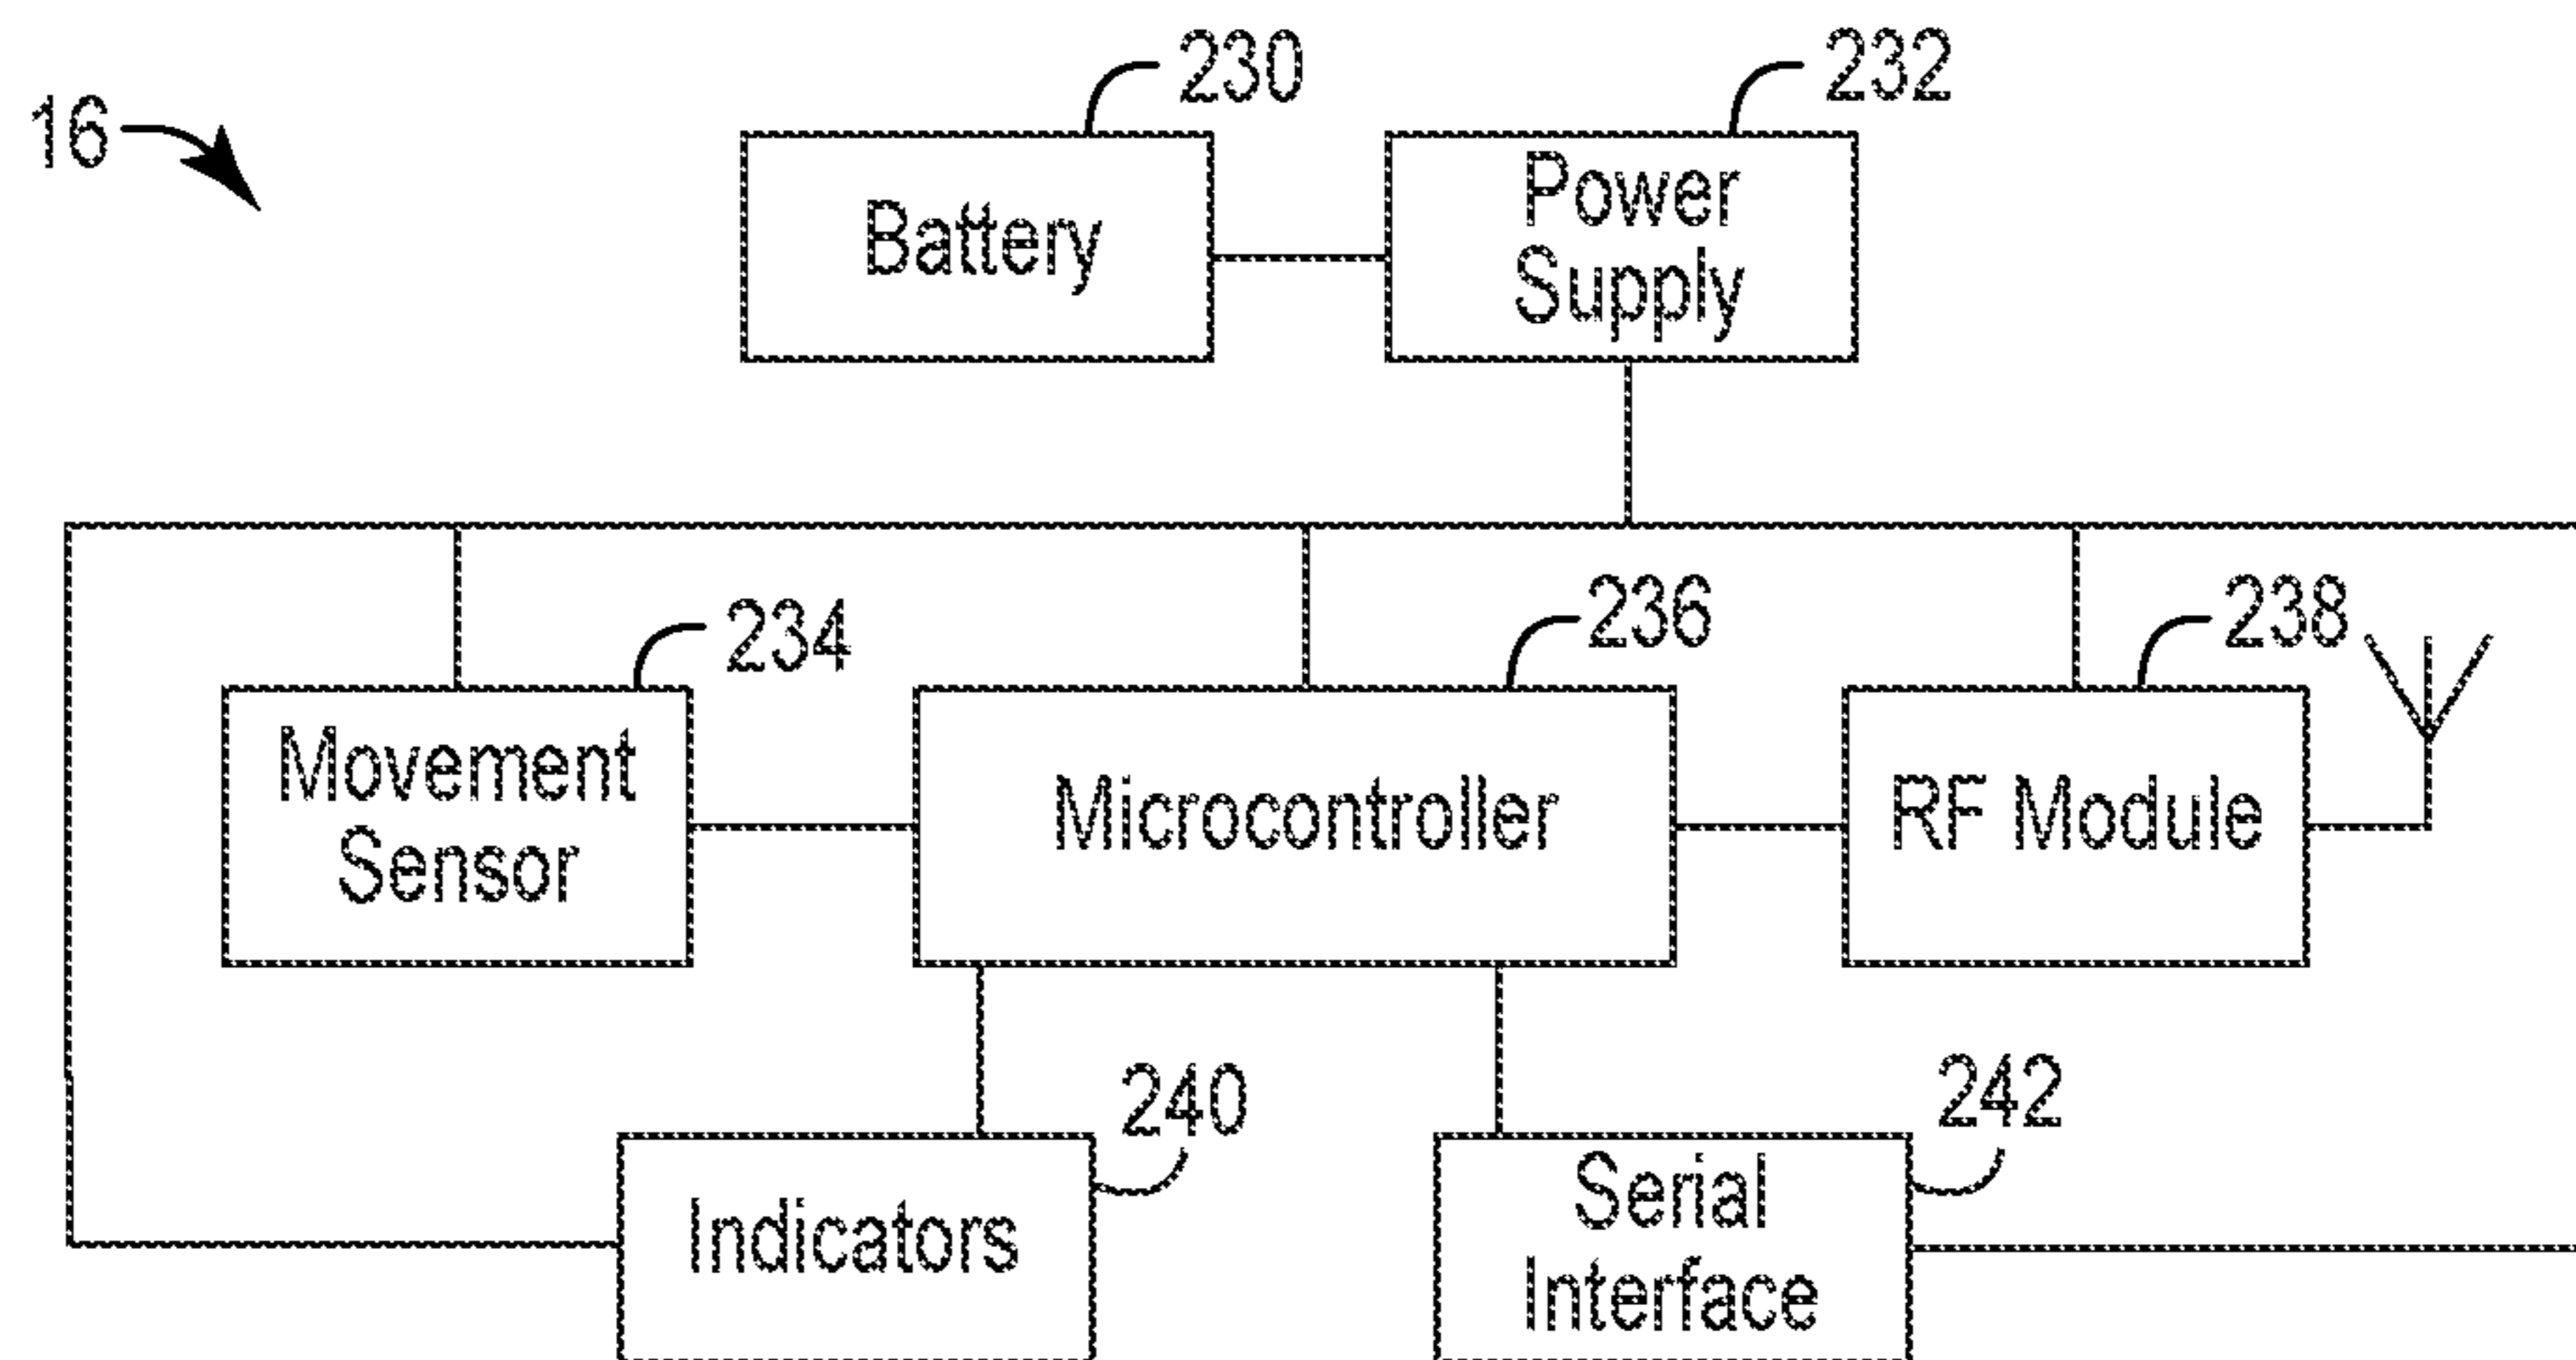 16
230
232
Battery
Power
Supply
234
236
238
Movement
Sensor
Microcontroller
RF Module
240
242
Indicators
Serial
Interface